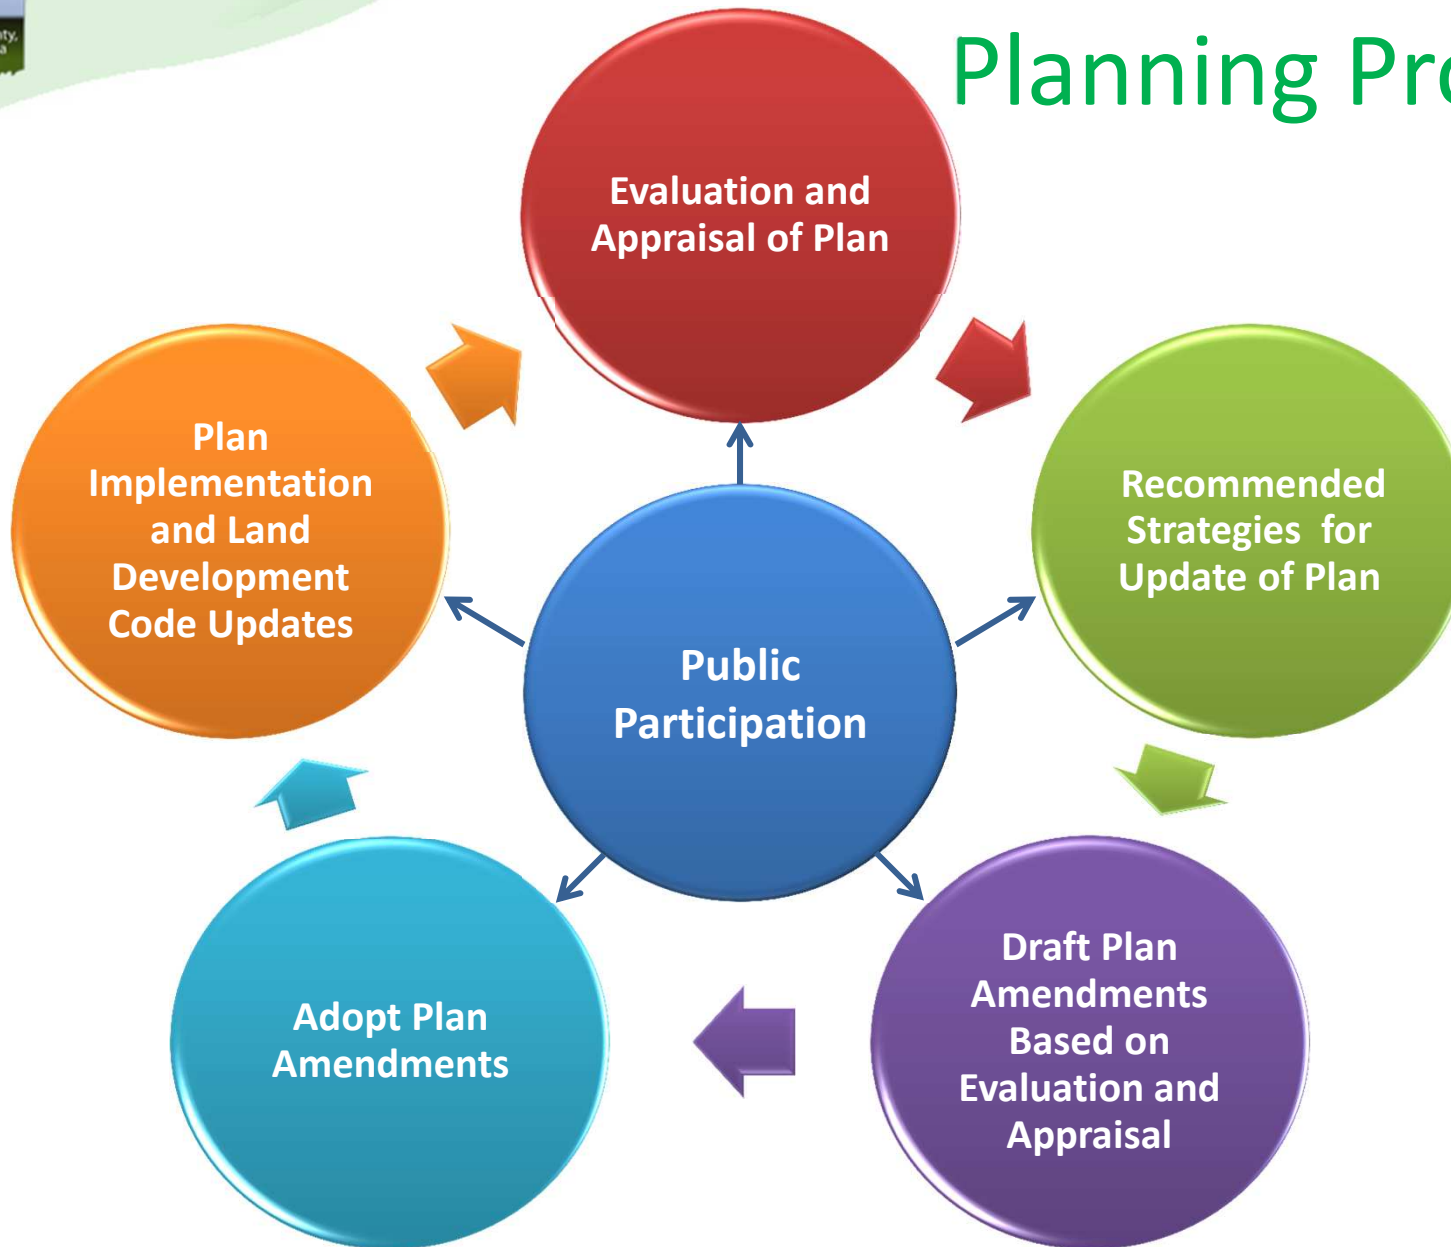 Planning Pro
Evaluation and
Appraisal of Plan
Recommended
Strategies for
Update of Plan
Draft Plan
Amendments
Based on
Evaluation and
Appraisal
Adopt Plan
Amendments
Plan
Implementation
and Land
Development
Code Updates
Public
Participation